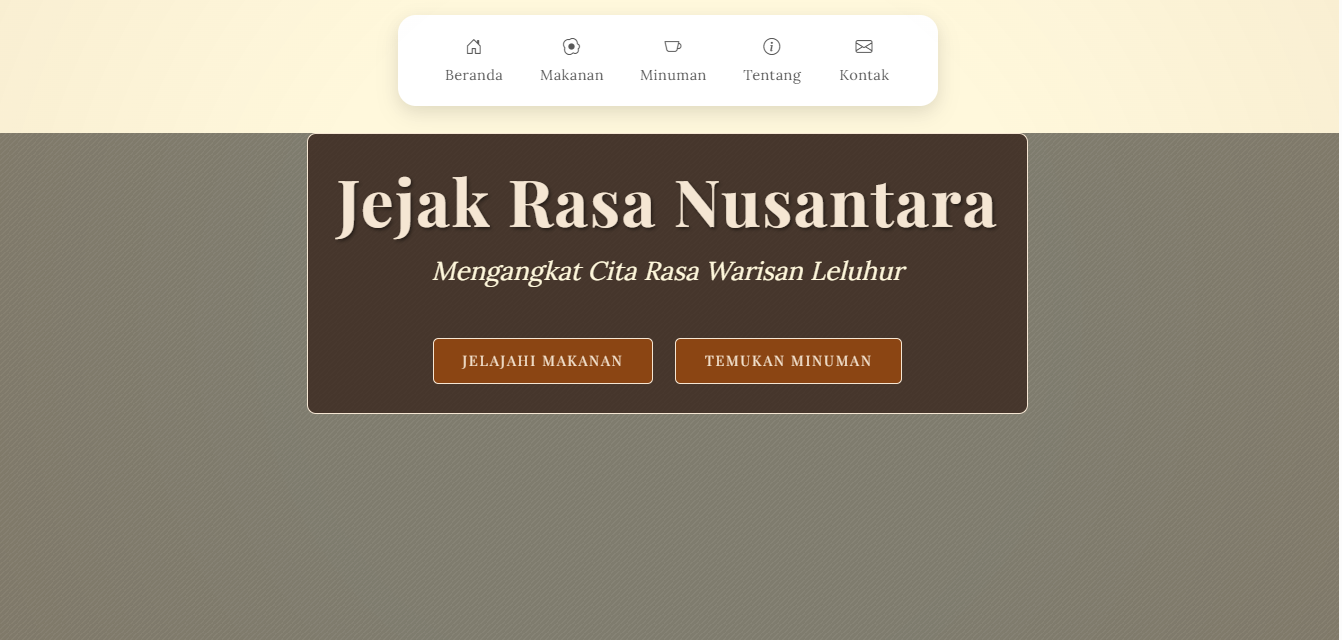 Beranda Makanan Minuman Tentang Kontak
Jejak Rasa Nusantara
Mengangkat Cita Rasa Warisan Leluhur
JELAJAHI MAKANAN TEMUKAN MINUMAN